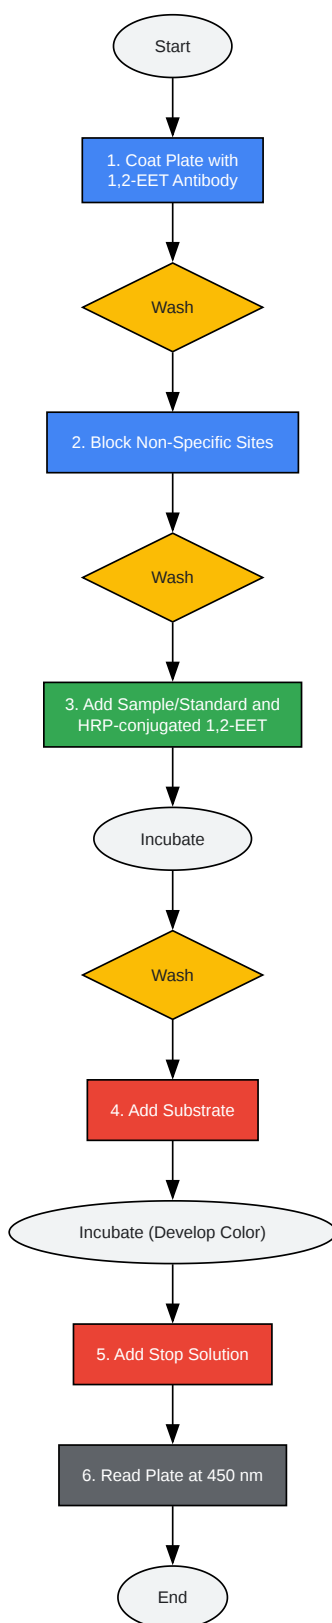 Start
1. Coat Plate with
1,2-EET Antibody
Wash
2. Block Non-Specific Sites
Wash
3. Add Sample/Standard and
HRP-conjugated 1,2-EET
Incubate
Wash
4. Add Substrate
Incubate (Develop Color)
5. Add Stop Solution
6. Read Plate at 450 nm
End